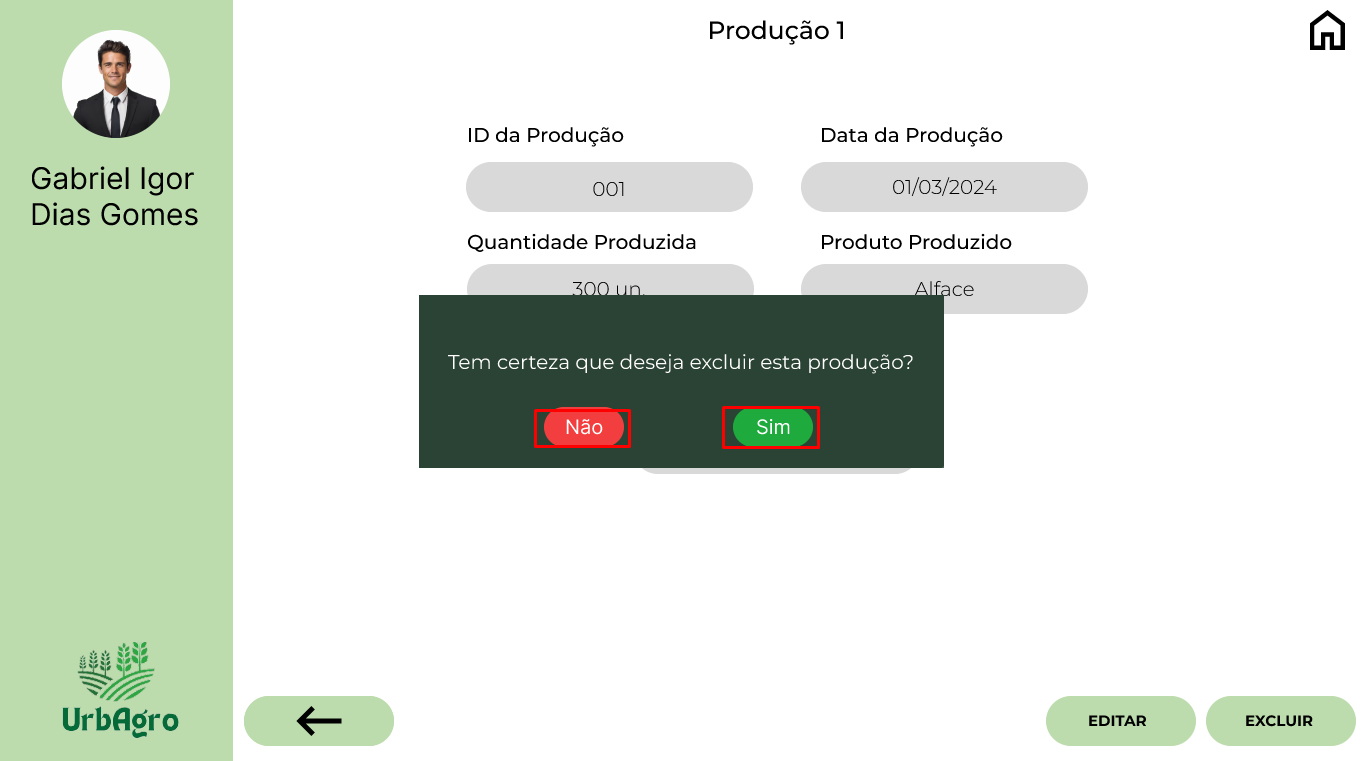 Produção 1
Gabriel Igor
Dias Gomes
ID da Produção
Data da Produção
001
01/03/2024
Quantidade Produzida
Produto Produzido
300 un.
Alface
Tem certeza que deseja excluir esta produção?
Não
Sim
UrbAgro
EDITAR
EXCLUIR